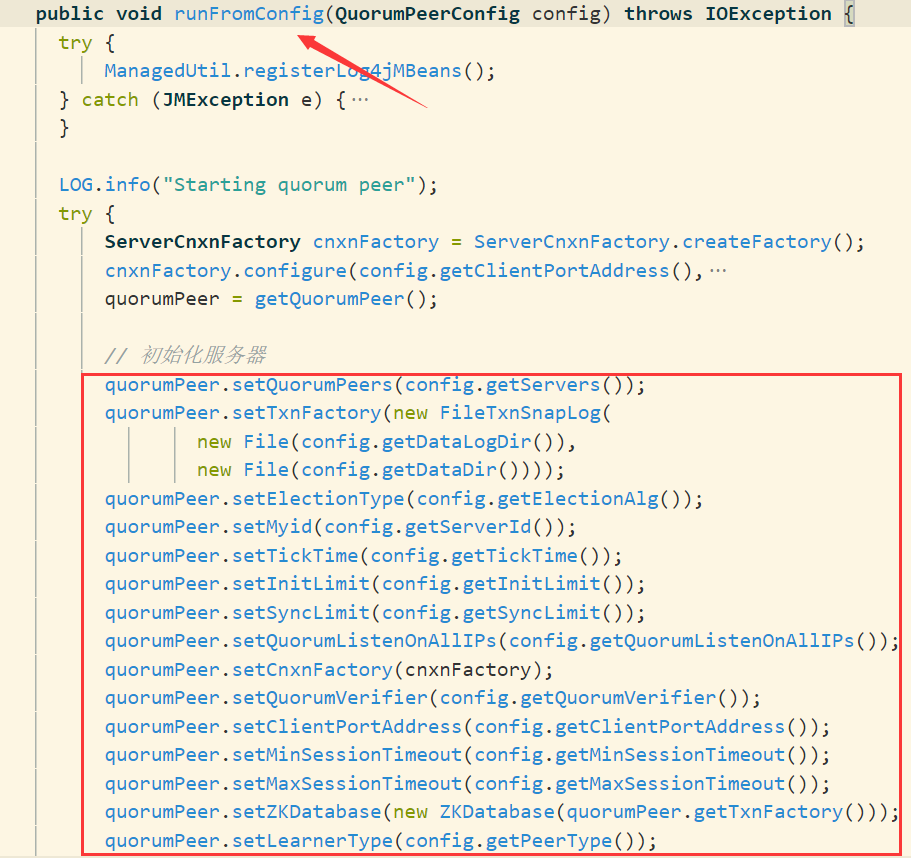 public void runFromConfig(QuorumPeerConfig config) throws IOException {
try {
ManagedUtil.registerLog4jMBeans();
} catch (JMException e) {···
}
LOG.info("Starting quorum peer");
try {
ServerCnxnFactory cnxnFactory = ServerCnxnFactory.createFactory();
cnxnFactory.configure(config.getClientPortAddress(),···
quorumPeer = getQuorumPeer();
// 初始化服务器
quorumPeer.setQuorumPeers(config.getServers());
quorumPeer.setTxnFactory(new FileTxnSnapLog(
new File(config.getDataLogDir()),
new File(config.getDataDir())));
quorumPeer.setElectionType(config.getElectionAlg());
quorumPeer.setMyid(config.getServerId());
quorumPeer.setTickTime(config.getTickTime());
quorumPeer.setInitLimit(config.getInitLimit());
quorumPeer.setSyncLimit(config.getSyncLimit());
quorumPeer.setQuorumListenOnAllIPs(config.getQuorumListenOnAllIPs());
quorumPeer.setCnxnFactory(cnxnFactory);
quorumPeer.setQuorumVerifier(config.getQuorumVerifier());
quorumPeer.setClientPortAddress(config.getClientPortAddress());
quorumPeer.setMinSessionTimeout(config.getMinSessionTimeout());
quorumPeer.setMaxSessionTimeout(config.getMaxSessionTimeout());
quorumPeer.setZKDatabase(new ZKDatabase(quorumPeer.getTxnFactory()));
quorumPeer.setLearnerType(config.getPeerType());